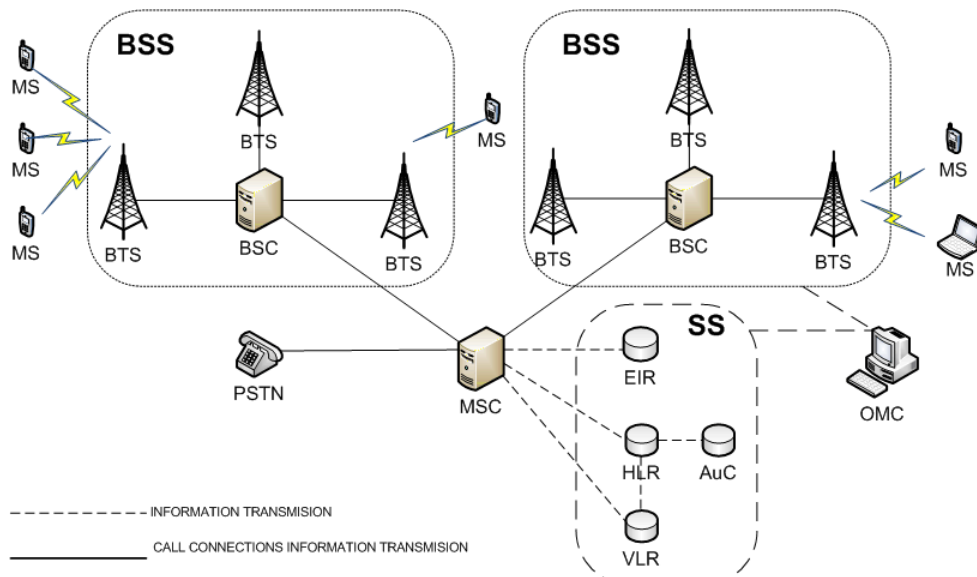 BSS
BSS
MS
MS
MS
MS
MS
MS
BTS
BTS
BTS
BSC
BTS
BTS
BSC
BTS
SS
PSTN
MSC
EIR
OMC
HLR
AuC
VLR
INFORMATION TRANSMISION
CALL CONNECTIONS INFORMATION TRANSMISION